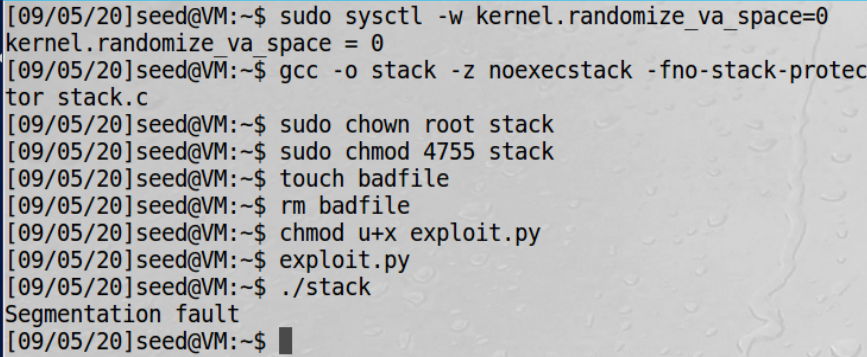 [09/05/20]seed@VM:~$ sudo sysctl -w kernel.randomize_va_space=0
kernel.randomize_va_space = 0
[09/05/20]seed@VM:~$ gcc -o stack -z noexecstack -fno-stack-protec
tor stack.c
[09/05/20]seed@VM:~$ sudo chown root stack
[09/05/20]seed@VM:~$ sudo chmod 4755 stack
[09/05/20]seed@VM:~$ touch badfile
[09/05/20]seed@VM:~$ rm badfile
[09/05/20]seed@VM:~$ chmod u+x exploit.py
[09/05/20]seed@VM:~$ exploit.py
[09/05/20]seed@VM:~$ ./stack
Segmentation fault
[09/05/20]seed@VM:~$